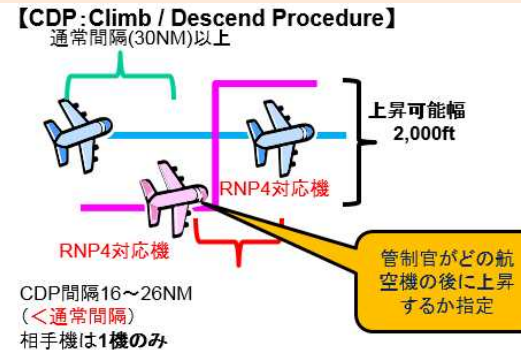 【CDP:Climb / Descend Procedure】
通常間隔(30NM)以上
上昇可能幅
2,000ft
RNP4対応機
RNP4対応機
管制官がどの航
空機の後に上昇
するか指定
CDP間隔16～26NM
（＜通常間隔）
相手機は1機のみ